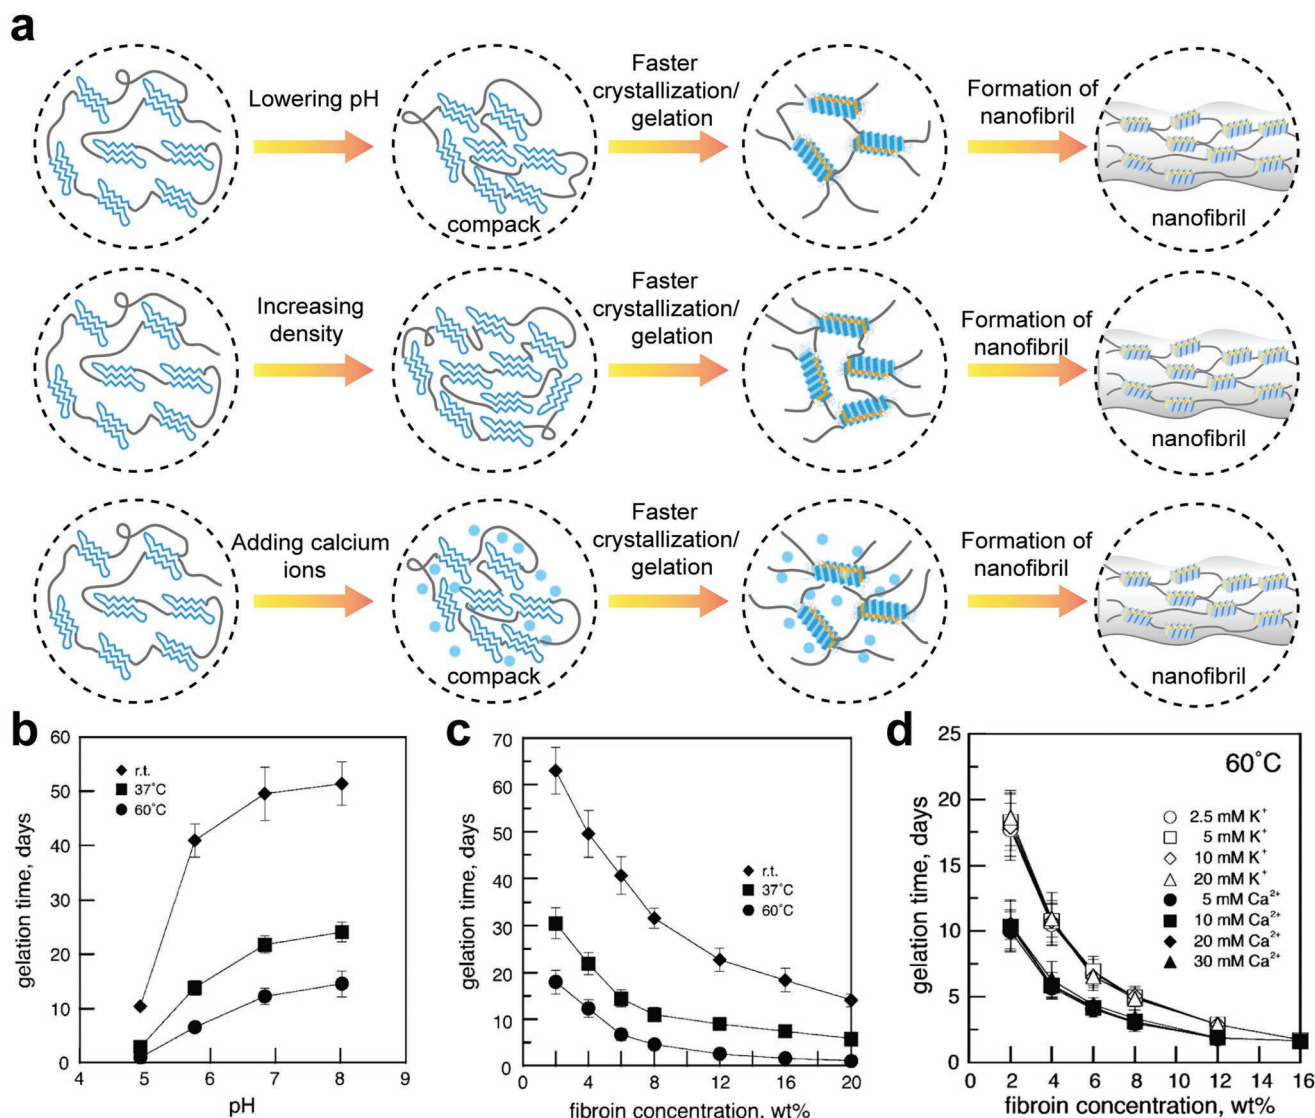 a
Lowering pH
compack
Faster
crystallization/
gelation
Formation of
nanofibril
nanofibril
Increasing
density
Faster
crystallization/
gelation
Formation of
nanofibril
nanofibril
Adding calcium
ions
compack
Faster
crystallization/
gelation
Formation of
nanofibril
nanofibril
b
60
50
40
30
20
10
0
4 5 6 7 8 9
gelation time, days
pH
r.t.
37°C
60°C
c
70
60
50
40
30
20
10
0
0 4 8 12 16 20
gelation time, days
fibroin concentration, wt%
r.t.
37°C
60°C
d
25
20
15
10
5
0
0 2 4 6 8 10 12 14 16
gelation time, days
fibroin concentration, wt%
60°C
2.5 mM K⁺
5 mM K⁺
10 mM K⁺
20 mM K⁺
5 mM Ca²⁺
10 mM Ca²⁺
20 mM Ca²⁺
30 mM Ca²⁺